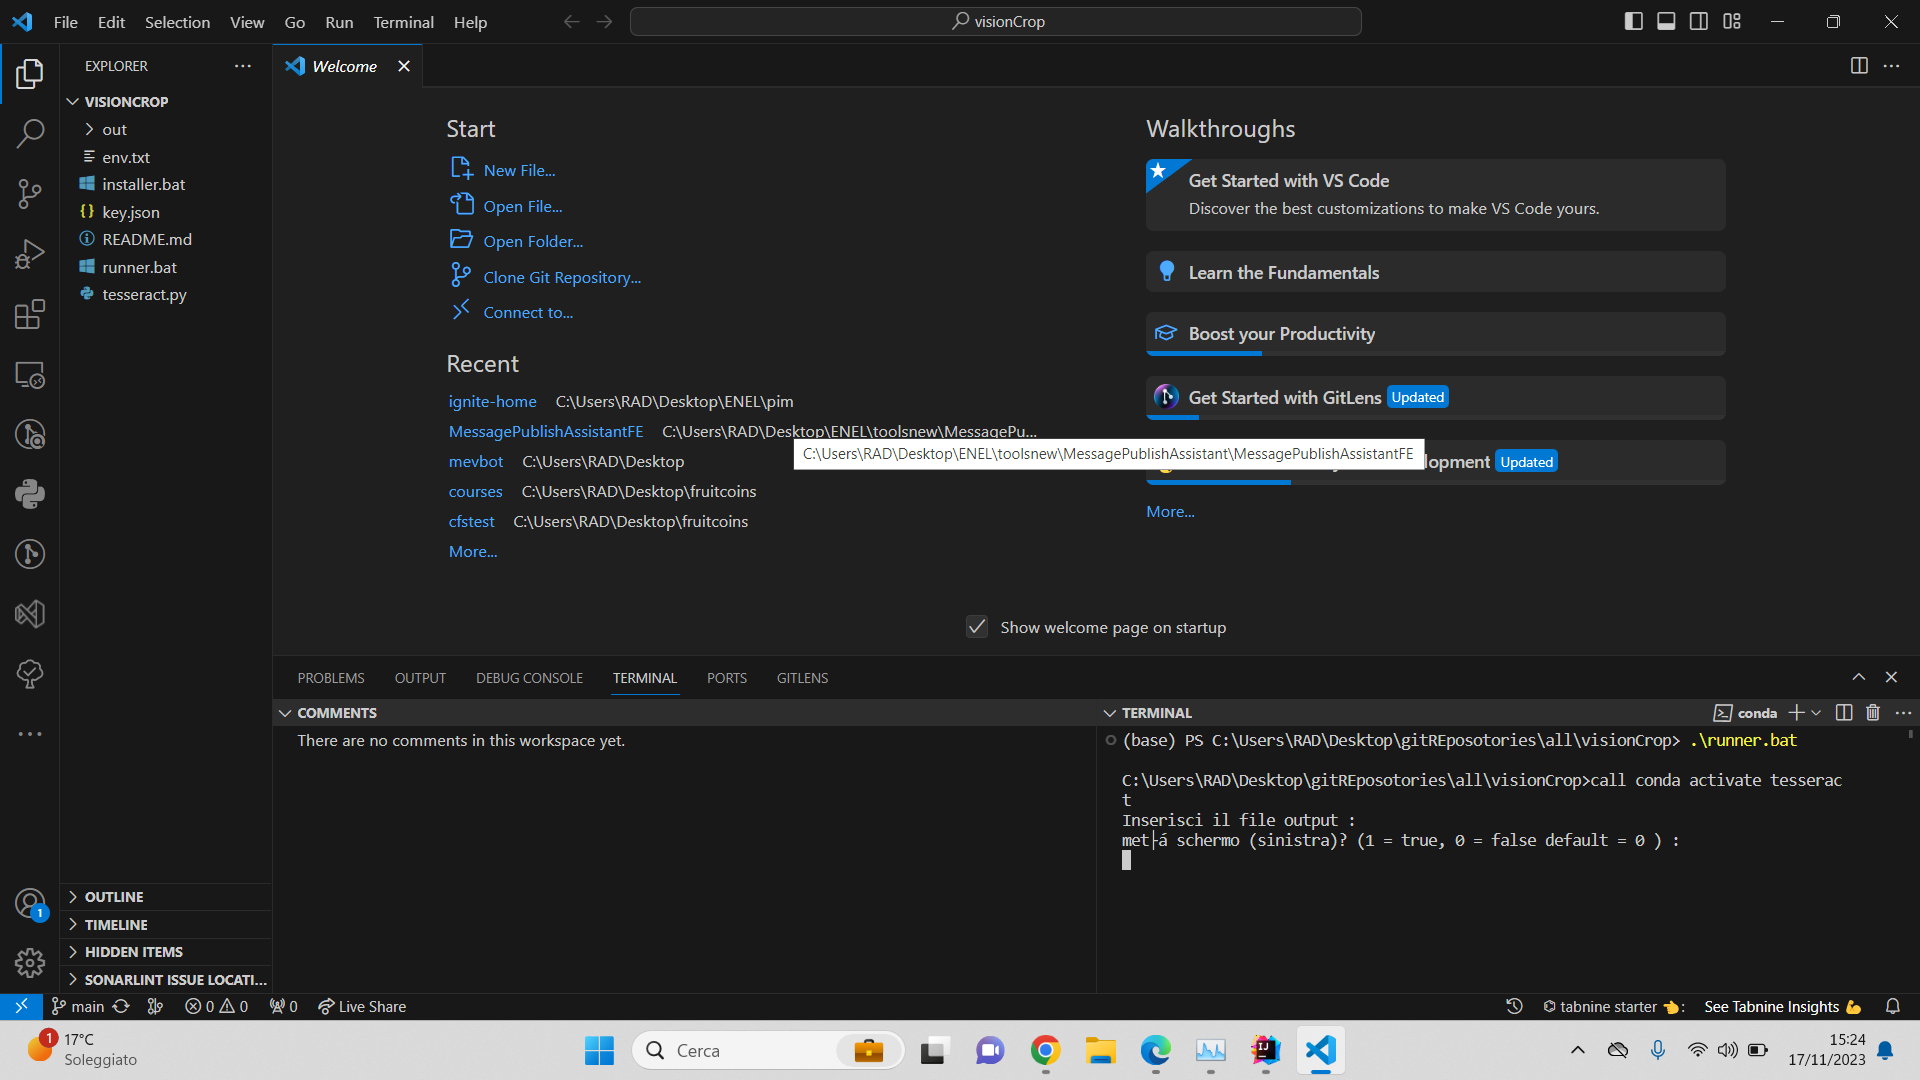 File Edit Selection View Go Run Terminal Help
visionCrop
EXPLORER
VISIONCROP
out
env.txt
installer.bat
key.json
README.md
runner.bat
tesseract.py
OUTLINE
TIMELINE
HIDDEN ITEMS
SONARLINT ISSUE LOCATI...
Welcome
Start
New File...
Open File...
Open Folder...
Clone Git Repository...
Connect to...
Recent
ignite-home C:\Users\RAD\Desktop\ENEL\pim
MessagePublishAssistantFE C:\Users\RAD\Desktop\ENEL\toolsnew\MessagePu...
C:\Users\RAD\Desktop\ENEL\toolsnew\MessagePublishAssistant\MessagePublishAssistantFE
mevbot C:\Users\RAD\Desktop
courses C:\Users\RAD\Desktop\fruitcoins
cfstest C:\Users\RAD\Desktop\fruitcoins
More...
Walkthroughs
Get Started with VS Code
Discover the best customizations to make VS Code yours.
Learn the Fundamentals
Boost your Productivity
Get Started with GitLens Updated
lopment Updated
More...
Show welcome page on startup
PROBLEMS OUTPUT DEBUG CONSOLE TERMINAL PORTS GITLENS
COMMENTS
There are no comments in this workspace yet.
TERMINAL
conda
(base) PS C:\Users\RAD\Desktop\gitREposotories\all\visionCrop> .\runner.bat
C:\Users\RAD\Desktop\gitREposotories\all\visionCrop>call conda activate tesserac
t
Inserisci il file output :
met├á schermo (sinistra)? (1 = true, 0 = false default = 0 ) :
1
main 0 0 0 Live Share
tabnine starter 👈: See Tabnine Insights 💪
1
17°C
Soleggiato
Cerca
15:24
17/11/2023